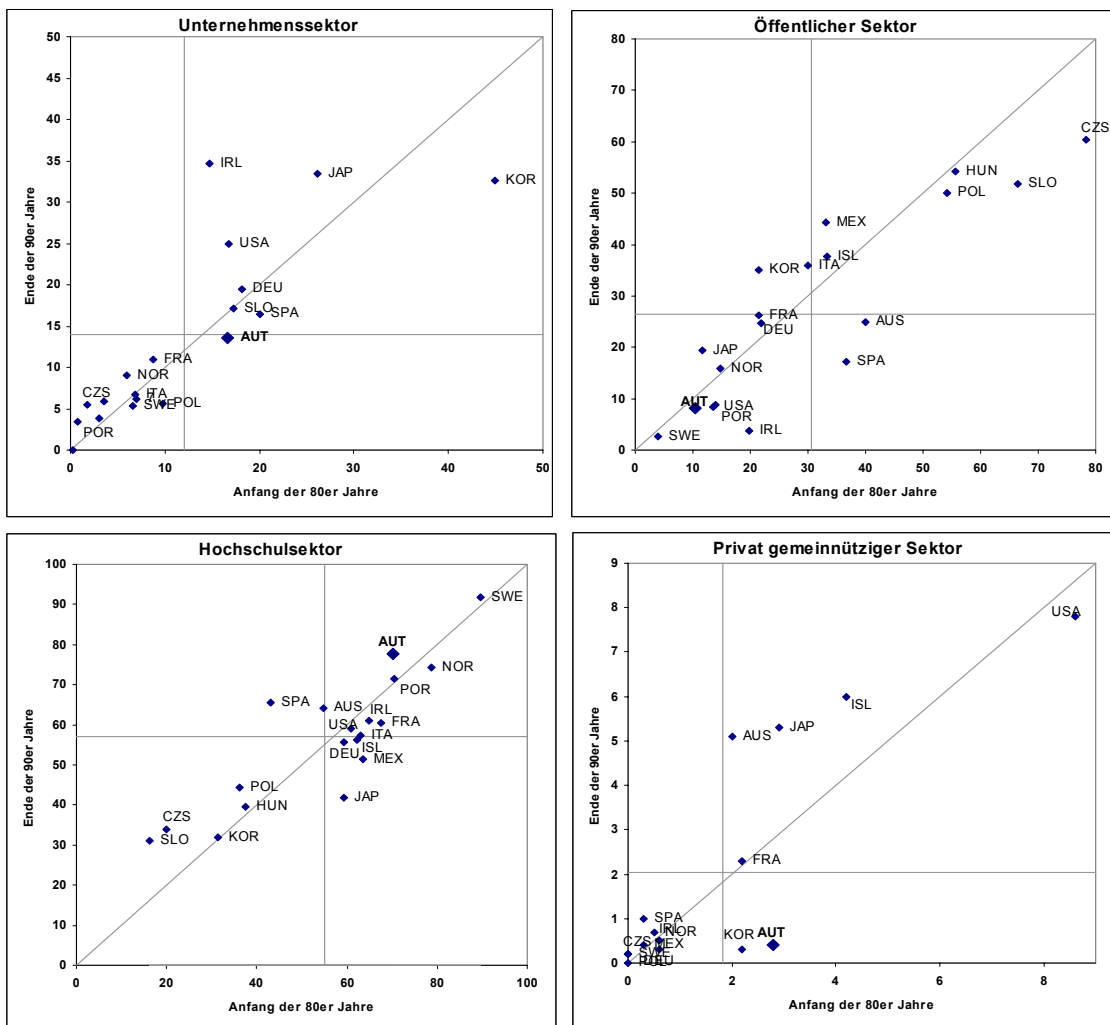 Unternehmenssektor
Ende der 90er Jahre
50
45
40
35
30
25
20
15
10
5
0
IRL
JAP
KOR
USA
DEU
SLO
SPA
AUT
FRA
NOR
CZS
ITA
SWE
POL
POR
0
10
20
30
40
50
Anfang der 80er Jahre
Öffentlicher Sektor
Ende der 90er Jahre
80
70
60
50
40
30
20
10
0
CZS
HUN
SLO
POL
MEX
ISL
KOR
ITA
FRA
DEU
AUS
JAP
NOR
SPA
AUT
USA
POR
IRL
SWE
0
10
20
30
40
50
60
70
80
Anfang der 80er Jahre
Hochschulsektor
Ende der 90er Jahre
100
90
80
70
60
50
40
30
20
10
0
SWE
AUT
NOR
POR
SPA
AUS
IRL
USA
FRA
ITA
DEU
ISL
MEX
POL
HUN
JAP
CZS
SLO
KOR
0
20
40
60
80
100
Anfang der 80er Jahre
Privat gemeinnütziger Sektor
Ende der 90er Jahre
9
8
7
6
5
4
3
2
1
0
USA
ISL
JAP
AUS
FRA
SPA
IRL
NOR
KOR
AUT
CZS
MEX
SWE
DEU
0
2
4
6
8
Anfang der 80er Jahre